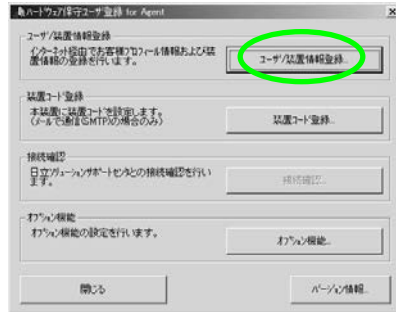 ハードウェア保守ユーザ登録 for Agent
ユーザ/装置情報登録
インターネット経由でお客様プロフィール情報および装
置情報の登録を行います。
ユーザ/装置情報登録...
装置コード登録
本装置に装置コードを設定します。
(メールで通信(SMTP)の場合のみ)
装置コード登録...
接続確認
日立ソリューションサポートセンタとの接続確認を行い
ます。
接続確認...
オプション機能
オプション機能の設定を行います。
オプション機能...
閉じる
バージョン情報...